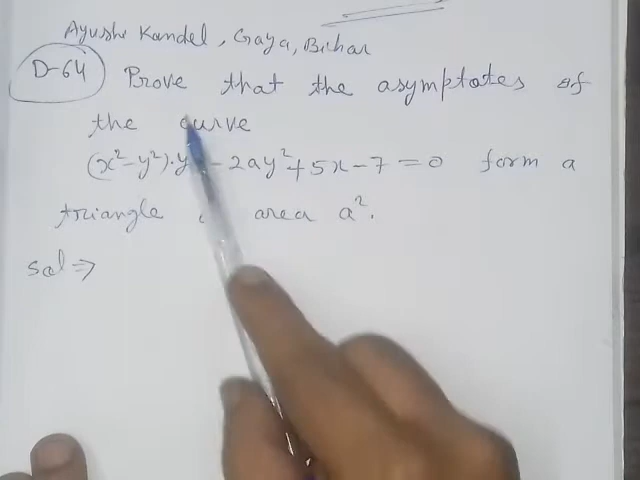 Ayushi Kandel, Gaya, Bihar
D-64 Prove that the asymptotes of
the curve
(x²-y²)·y - 2ay² + 5x - 7 = 0 form a
triangle area a².
Sol ⇒